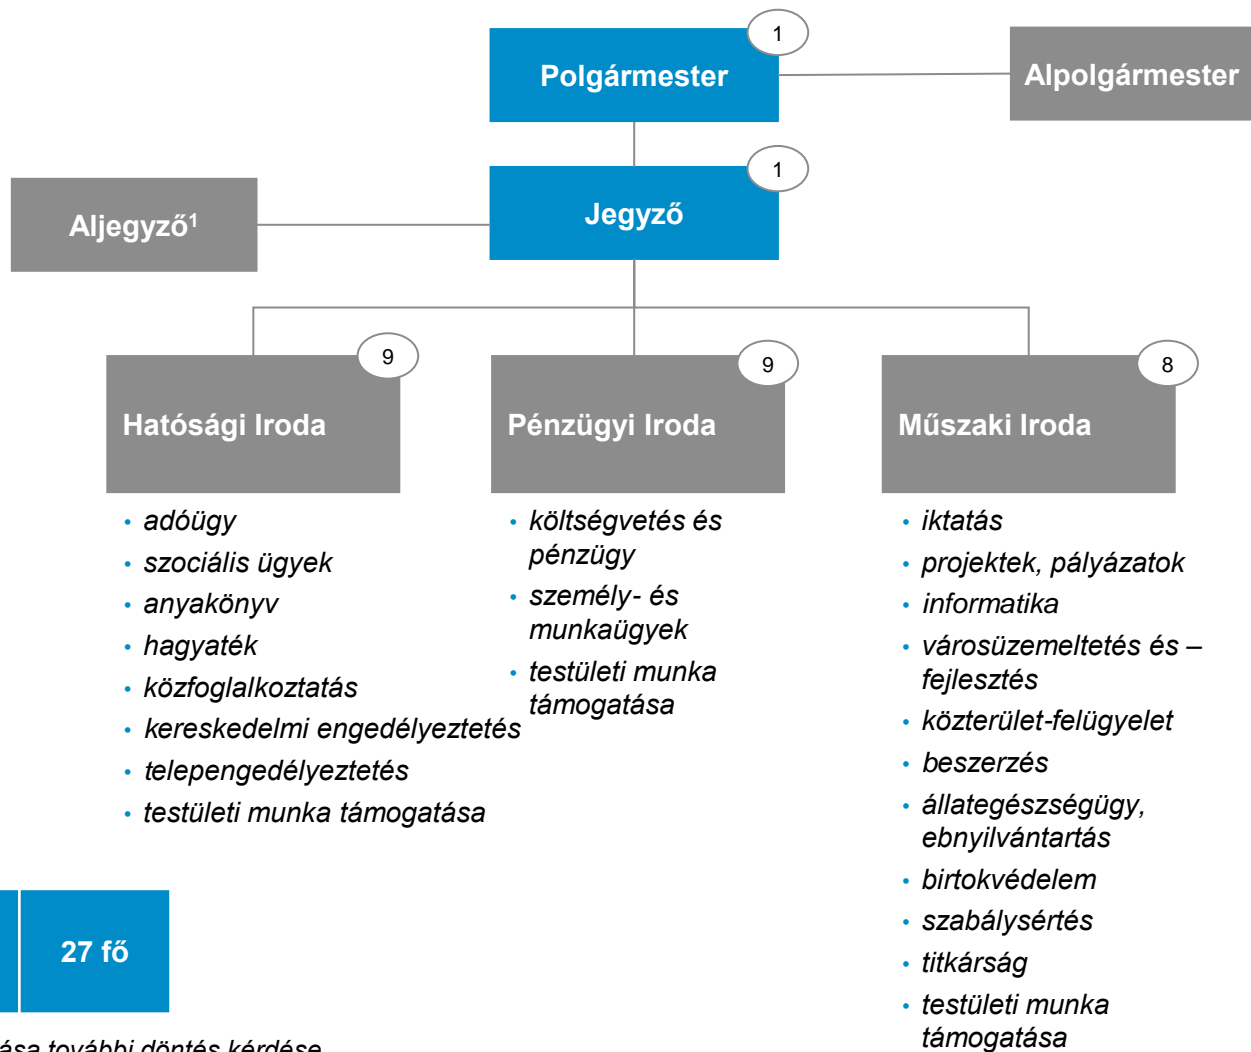 1
Polgármester
Alpolgármester
1
Jegyző
Aljegyző¹
9
Hatósági Iroda
• adóügy
• szociális ügyek
• anyakönyv
• hagyaték
• közfoglalkoztatás
• kereskedelmi engedélyeztetés
• telepengedélyeztetés
• testületi munka támogatása
9
Pénzügyi Iroda
• költségvetés és
pénzügy
• személy- és
munkaügyek
• testületi munka
támogatása
8
Műszaki Iroda
• iktatás
• projektek, pályázatok
• informatika
• városüzemeltetés és –
fejlesztés
• közterület-felügyelet
• beszerzés
• állategészségügy,
ebnyilvántartás
• birtokvédelem
• szabálysértés
• titkárság
• testületi munka
támogatása
27 fő
további döntés kérdése